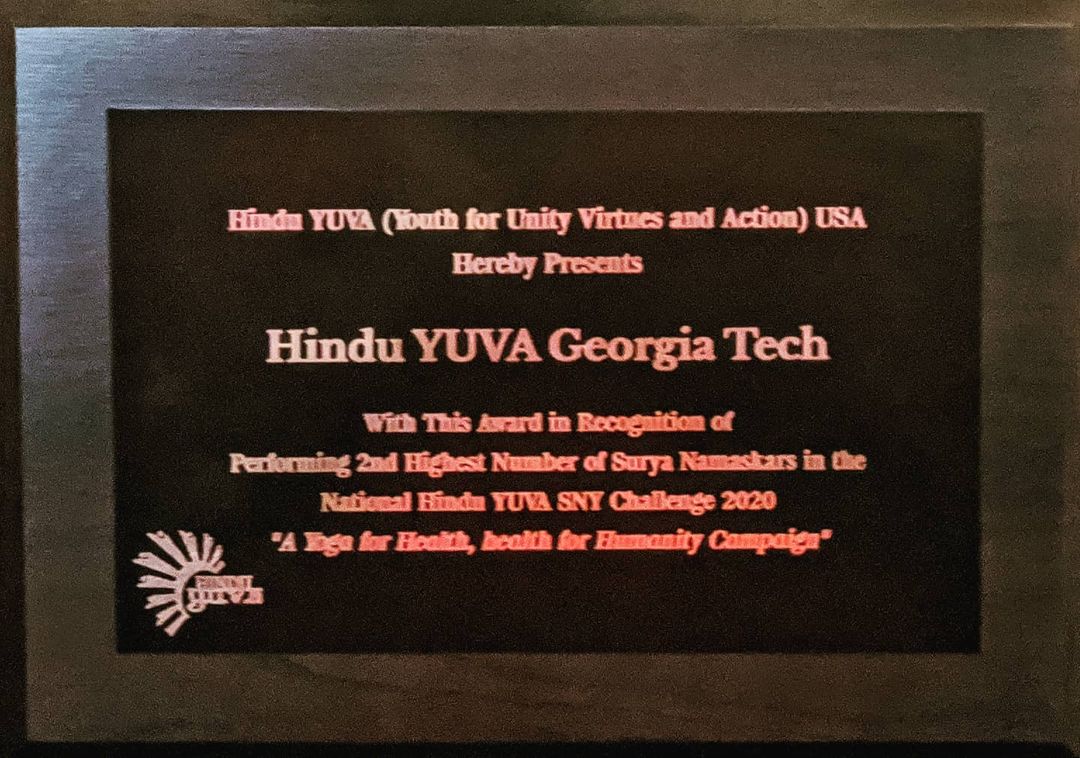 Hindu YUVA (Youth for Unity Virtues and Action) USA
Hereby Presents
Hindu YUVA Georgia Tech
With This Award in Recognition of
Performing 2nd Highest Number of Surya Namaskars in the
National Hindu YUVA SNY Challenge 2020
"A Yoga for Health, health for Humanity Campaign"
HINDU
YUVA